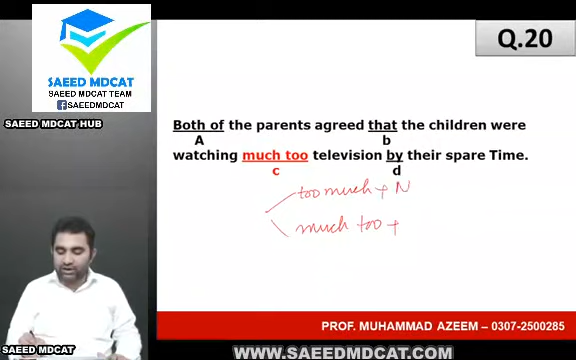 Q.20
SAEED MDCAT
SAEED MDCAT TEAM
f SAEEDMDCAT
SAEED MDCAT HUB
Both of the parents agreed that the children were
A b
watching much too television by their spare Time.
c d
too much + N
much too +
PROF. MUHAMMAD AZEEM – 0307-2500285
SAEED MDCAT
WWW.SAEEDMDCAT.COM